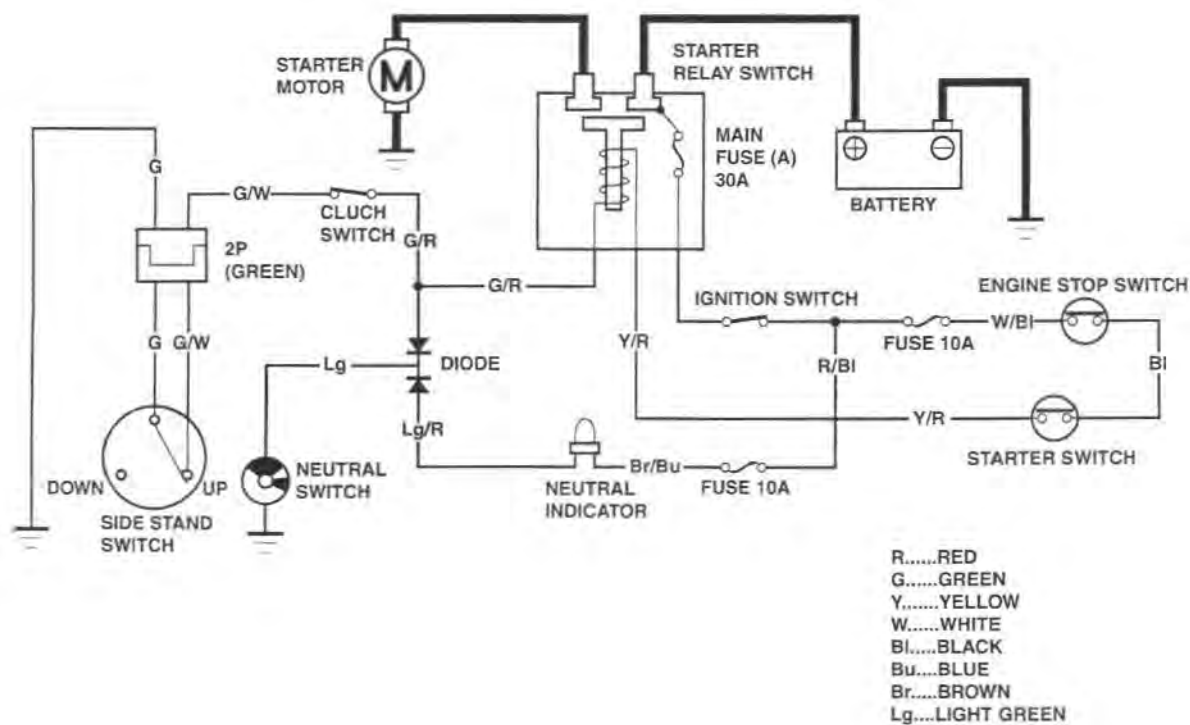 STARTER
MOTOR
M
STARTER
RELAY SWITCH
MAIN
FUSE (A)
30A
BATTERY
G
G/W
CLUCH
SWITCH
G/R
2P
(GREEN)
G/R
IGNITION SWITCH
ENGINE STOP SWITCH
G
G/W
Y/R
R/Bl
FUSE 10A
W/Bl
Bl
Lg
DIODE
Lg/R
Y/R
STARTER SWITCH
DOWN
UP
SIDE STAND
SWITCH
NEUTRAL
SWITCH
NEUTRAL
INDICATOR
Br/Bu
FUSE 10A
R......RED
G......GREEN
Y.......YELLOW
W......WHITE
Bl.....BLACK
Bu....BLUE
Br.....BROWN
Lg....LIGHT GREEN